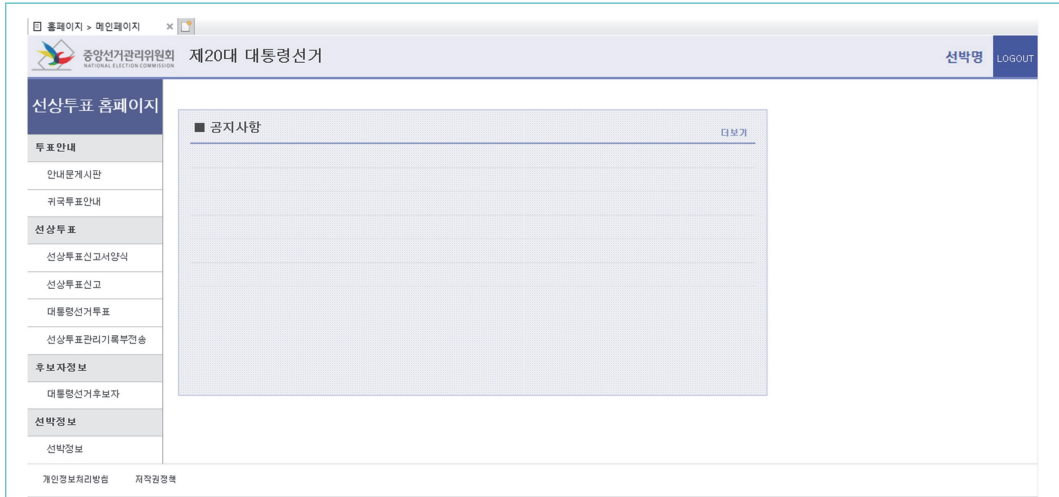 홈페이지 > 메인페이지
중앙선거관리위원회
NATIONAL ELECTION COMMISSION
제20대 대통령선거
선박명
LOGOUT
선상투표 홈페이지
투표안내
안내문게시판
귀국투표안내
선상투표
선상투표신고서양식
선상투표신고
대통령선거투표
선상투표관리기록부전송
후보자정보
대통령선거후보자
선박정보
선박정보
■ 공지사항
더보기
개인정보처리방침
저작권정책